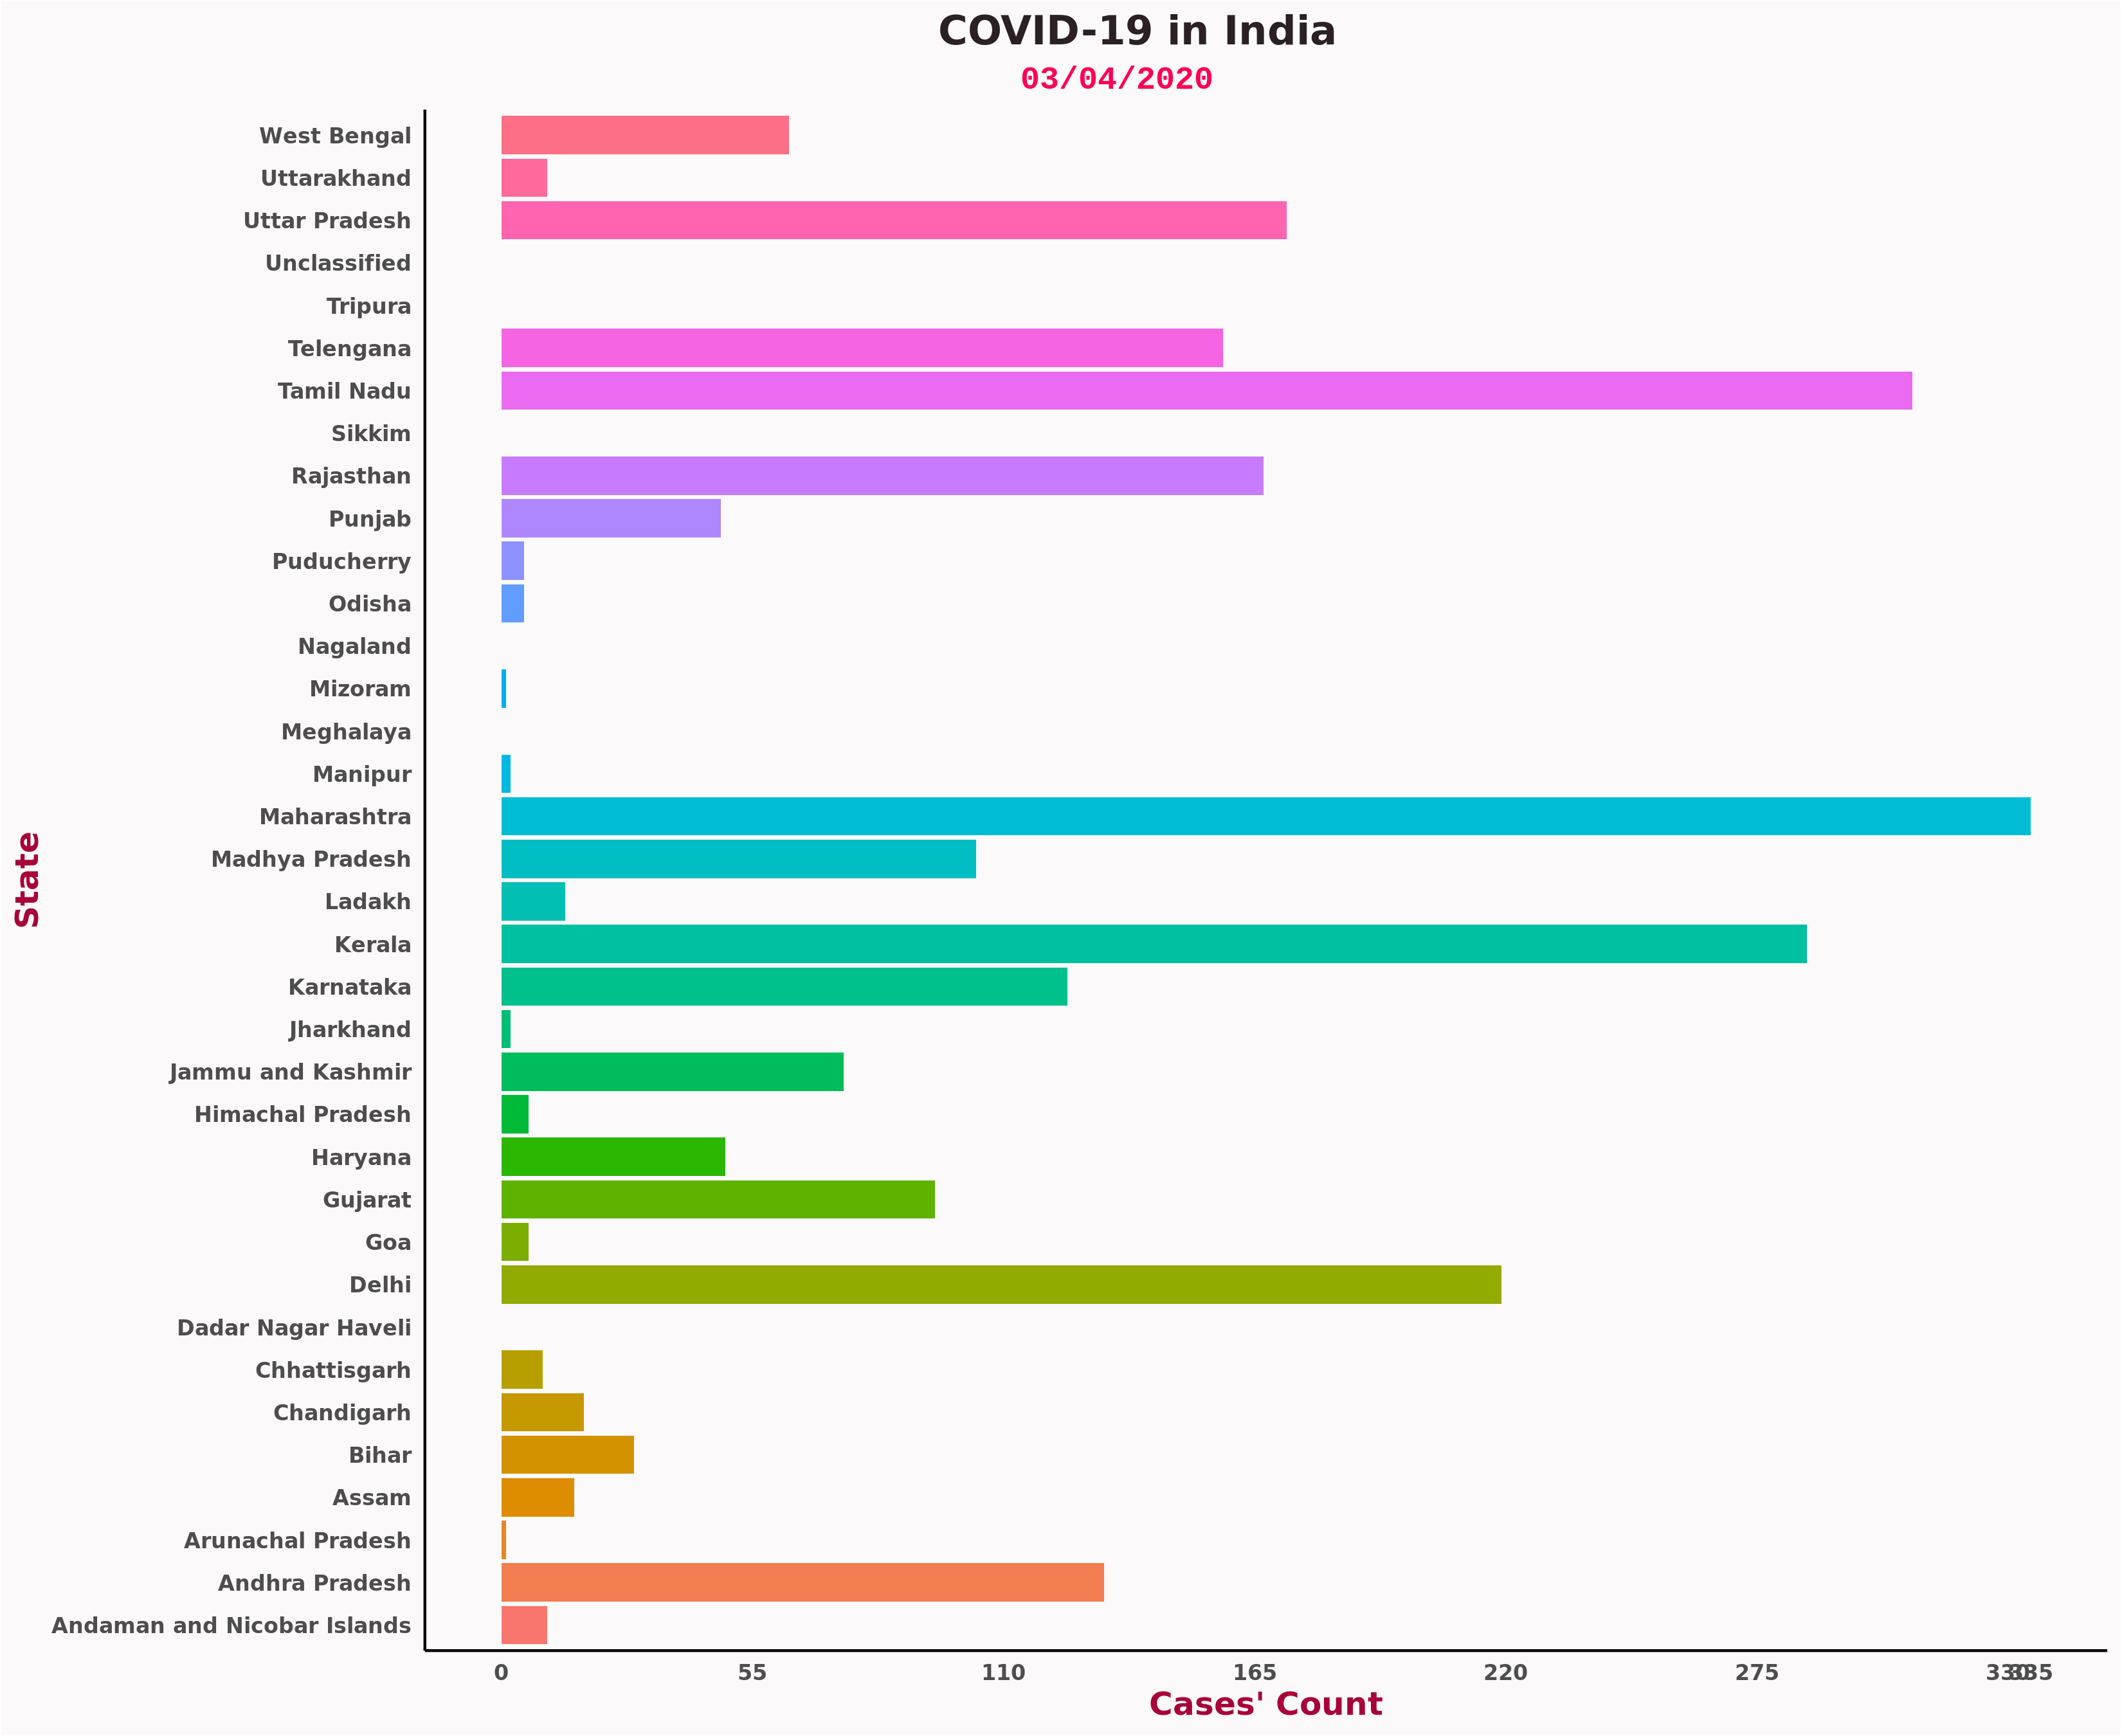 COVID-19 in India
03/04/2020
West Bengal
Uttarakhand
Uttar Pradesh
Unclassified
Tripura
Telengana
Tamil Nadu
Sikkim
Rajasthan
Punjab
Puducherry
Odisha
Nagaland
Mizoram
Meghalaya
Manipur
Maharashtra
Madhya Pradesh
Ladakh
Kerala
Karnataka
Jharkhand
Jammu and Kashmir
Himachal Pradesh
Haryana
Gujarat
Goa
Delhi
Dadar Nagar Haveli
Chhattisgarh
Chandigarh
Bihar
Assam
Arunachal Pradesh
Andhra Pradesh
Andaman and Nicobar Islands
State
0 55 110 165 220 275 330 335
Cases' Count